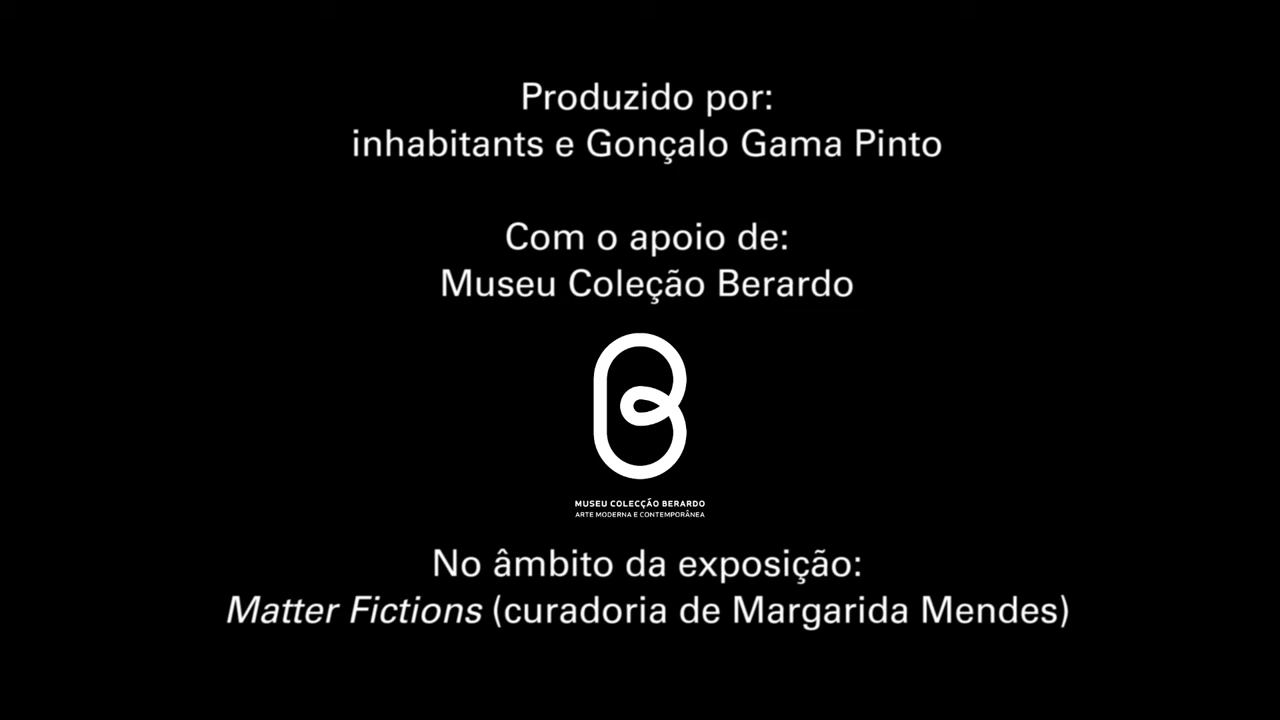 Produzido por:
inhabitants e Gonçalo Gama Pinto
Com o apoio de:
Museu Coleção Berardo
MUSEU COLECÇÃO BERARDO
ARTE MODERNA E CONTEMPORÂNEA
No âmbito da exposição:
Matter Fictions (curadoria de Margarida Mendes)